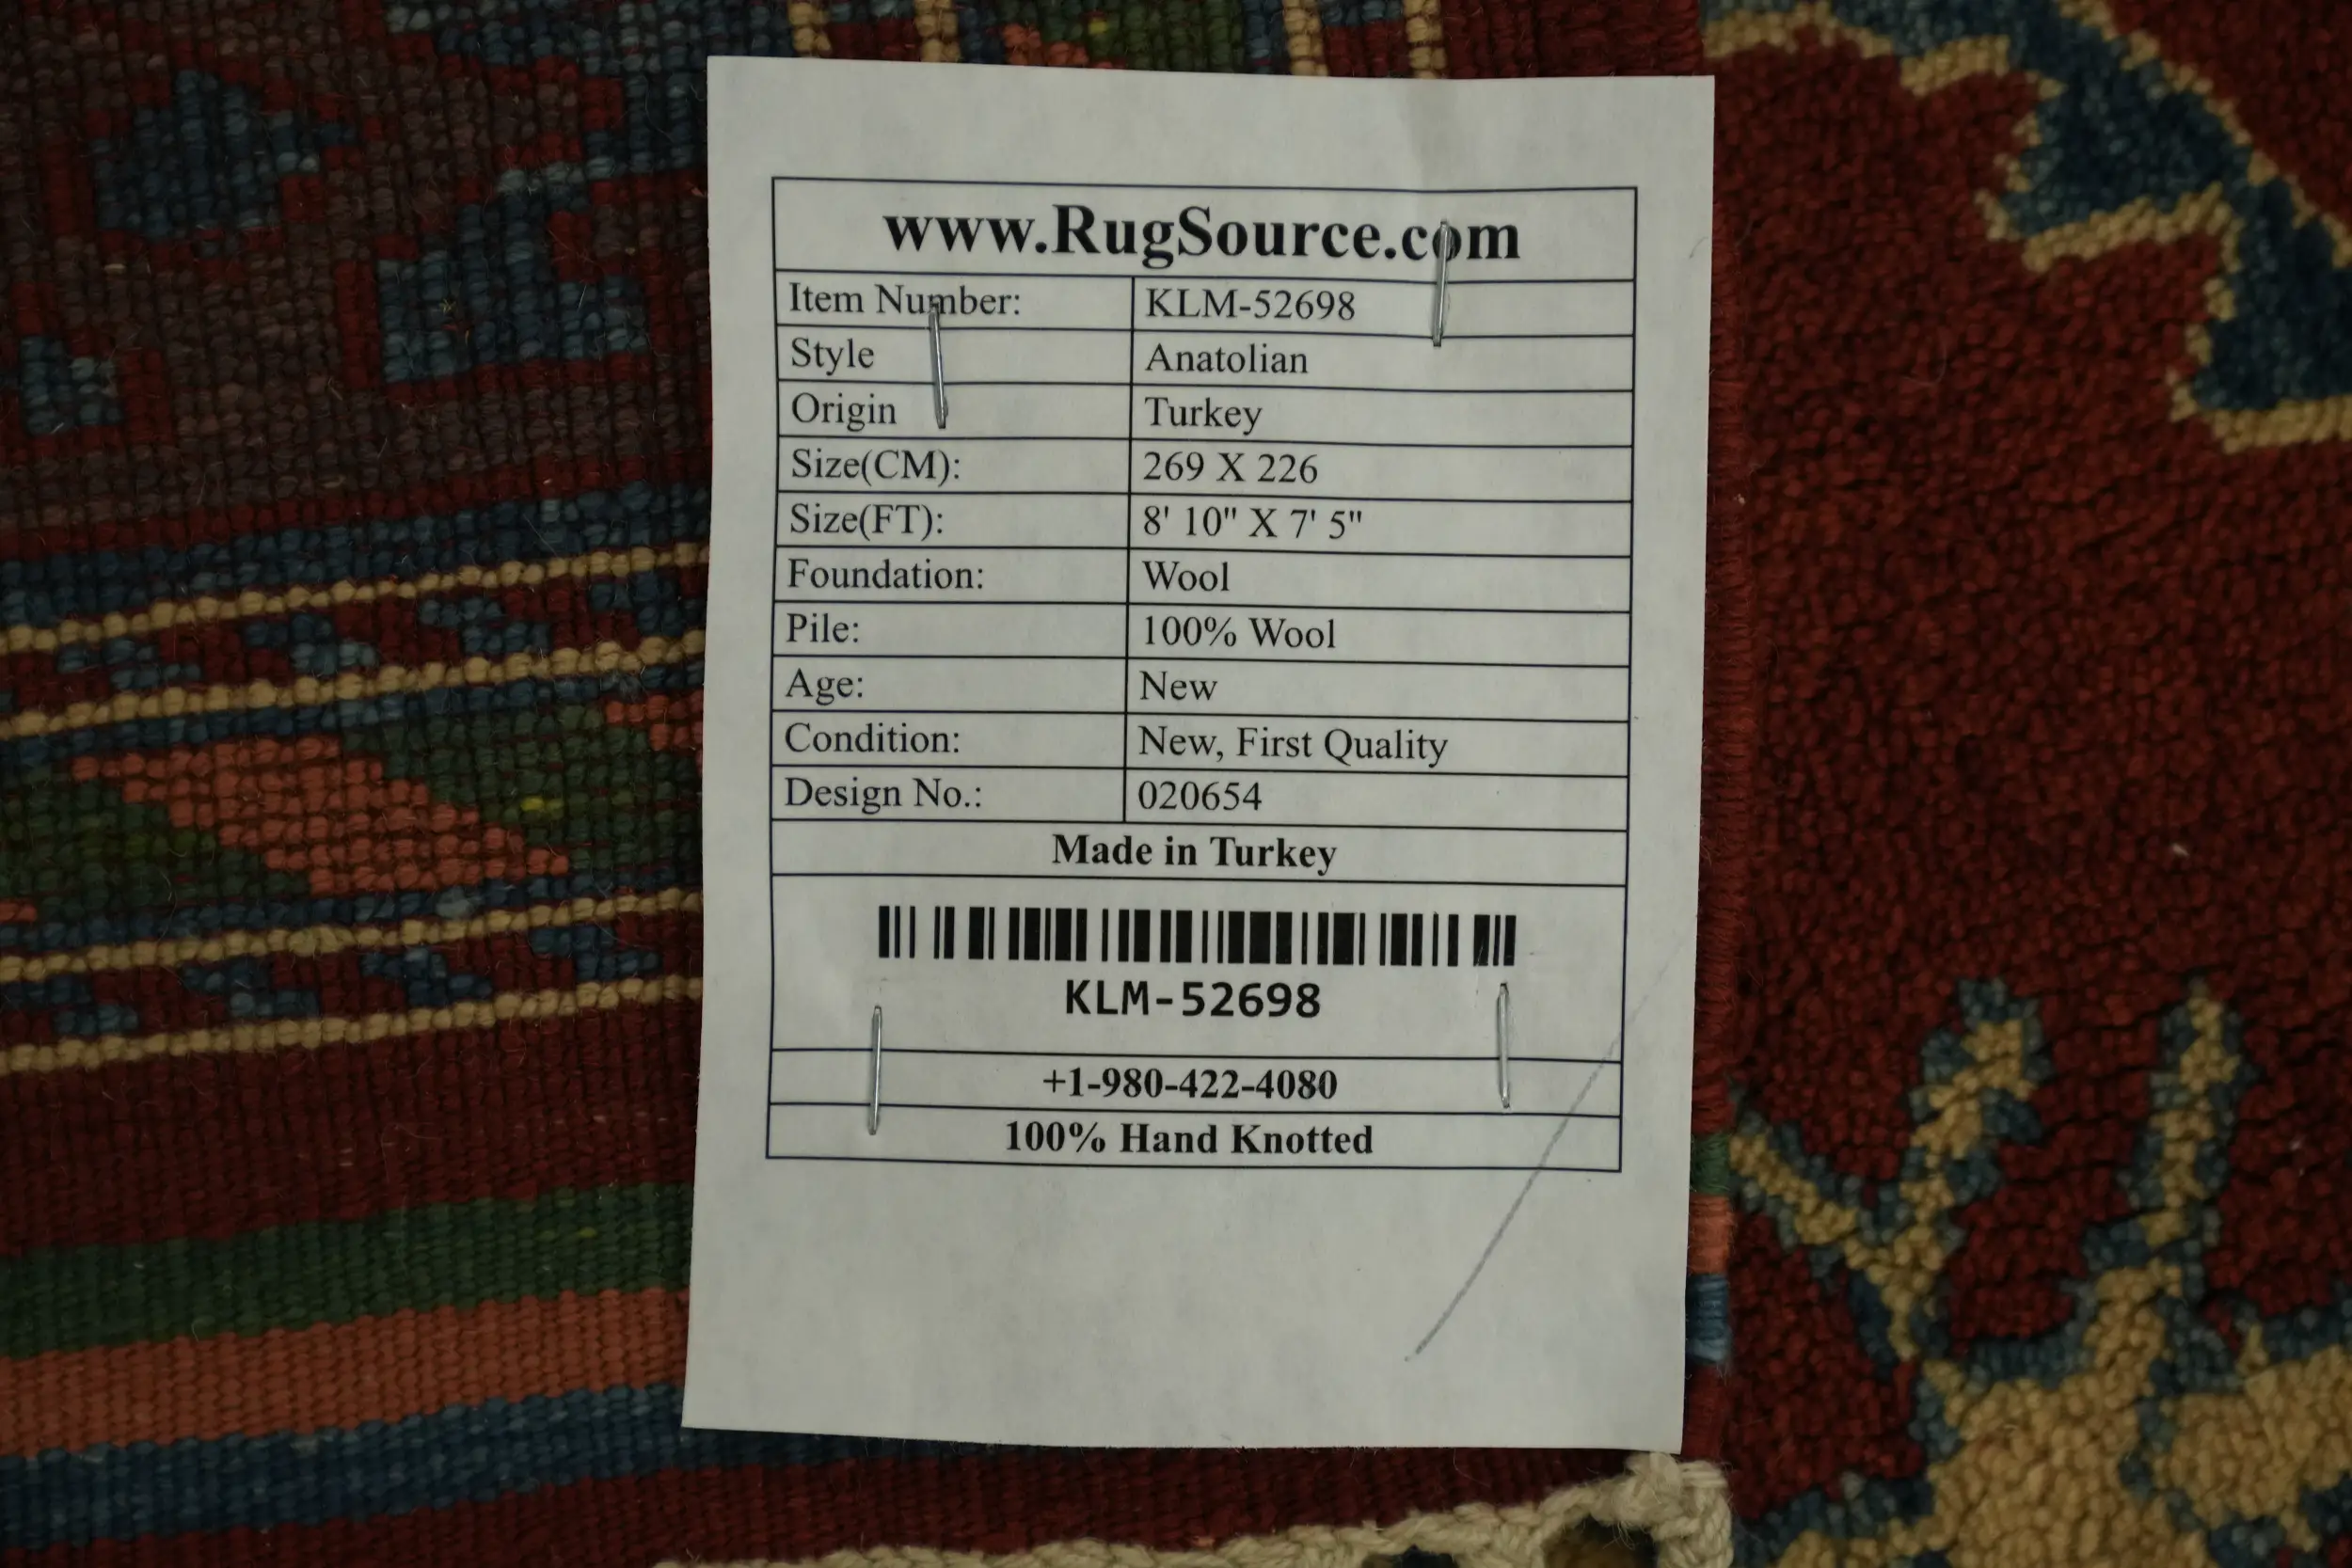 www.RugSource.com
Item Number: KLM-52698
Style Anatolian
Origin Turkey
Size(CM): 269 X 226
Size(FT): 8' 10" X 7' 5"
Foundation: Wool
Pile: 100% Wool
Age: New
Condition: New, First Quality
Design No.: 020654
Made in Turkey
KLM-52698
+1-980-422-4080
100% Hand Knotted